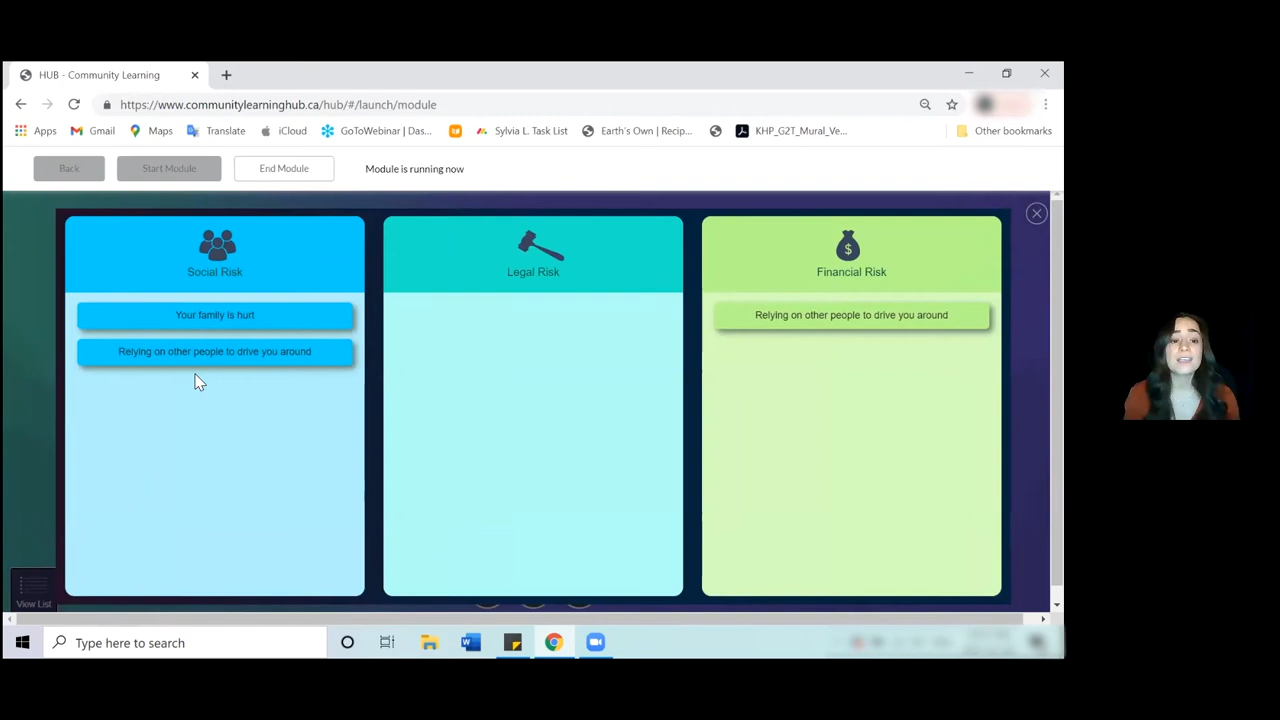 HUB - Community Learning
https://www.communitylearninghub.ca/hub/#/launch/module
Apps
Gmail
Maps
Translate
iCloud
GoToWebinar | Das...
Sylvia L. Task List
Earth's Own | Recip...
KHP_G2T_Mural_Ve...
Other bookmarks
Back
Start Module
End Module
Module is running now
Social Risk
Legal Risk
$
Financial Risk
Your family is hurt
Relying on other people to drive you around
Relying on other people to drive you around
View List
Type here to search